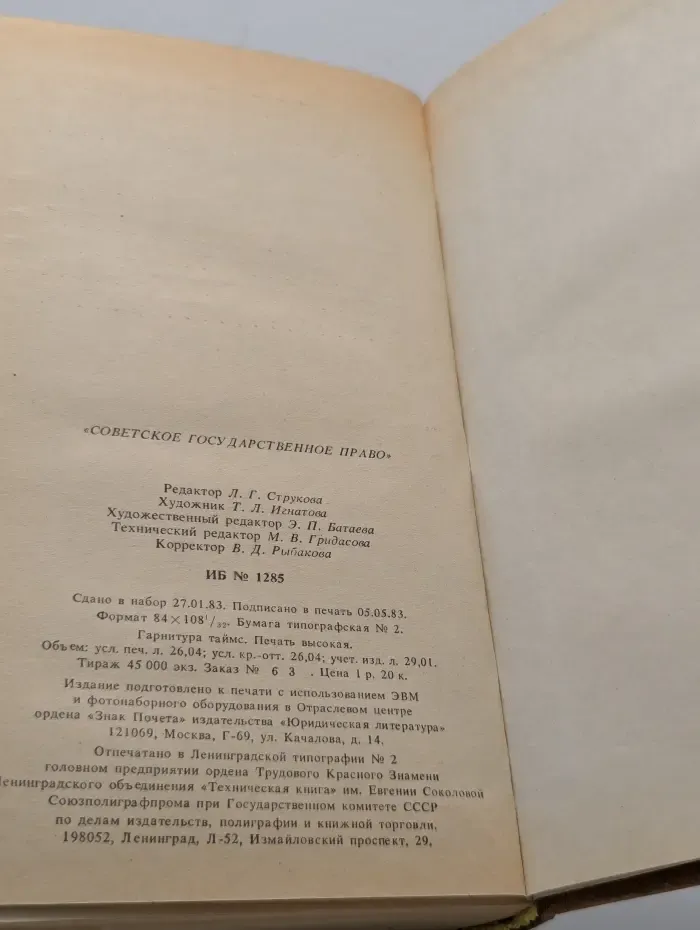 «СОВЕТСКОЕ ГОСУДАРСТВЕННОЕ ПРАВО»
Редактор Л. Г. Струкова
Художник Т. Л. Игнатова
Художественный редактор Э. П. Батаева
Технический редактор М. В. Гридасова
Корректор В. Д. Рыбакова
ИБ № 1285
Сдано в набор 27.01.83. Подписано в печать 05.05.83.
Формат 84×108¹/₃₂. Бумага типографская № 2.
Гарнитура таймс. Печать высокая.
Объем: усл. печ. л. 26,04; усл. кр.-отт. 26,04; учет. изд. л. 29,01.
Тираж 45 000 экз. Заказ № 63 . Цена 1 р. 20 к.
Издание подготовлено к печати с использованием ЭВМ
и фотонаборного оборудования в Отраслевом центре
ордена «Знак Почета» издательства «Юридическая литература»
121069, Москва, Г-69, ул. Качалова, д. 14.
Отпечатано в Ленинградской типографии № 2
головном предприятии ордена Трудового Красного Знамени
Ленинградского объединения «Техническая книга» им. Евгении Соколовой
Союзполиграфпрома при Государственном комитете СССР
по делам издательств, полиграфии и книжной торговли,
198052, Ленинград, Л-52, Измайловский проспект, 29,